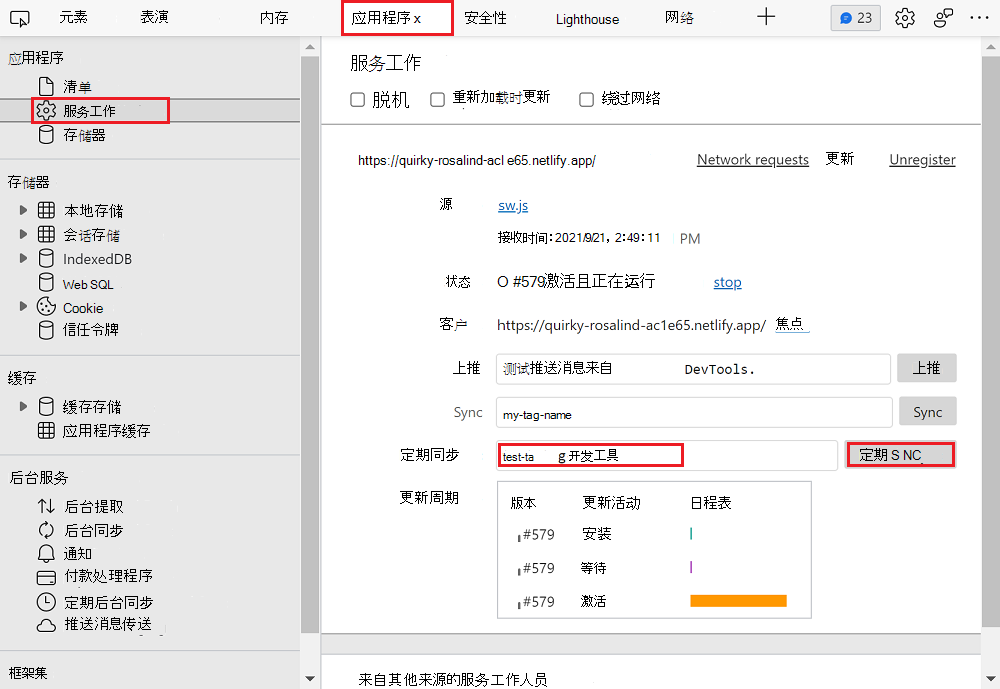 元素 表演 内存 应用程序 x 安全性 Lighthouse 网络 23
应用程序
清单
服务工作
存储器
存储器
本地存储
会话存储
IndexedDB
Web SQL
Cookie
信任令牌
缓存
缓存存储
应用程序缓存
后台服务
后台提取
后台同步
通知
付款处理程序
定期后台同步
推送消息传送
框架集
服务工作
脱机 重新加载时更新 绕过网络
https://quirky-rosalind-acl e65.netlify.app/ Network requests 更新 Unregister
源 sw.js
接收时间：2021/9/21，2:49:11 PM
状态 O #579激活且正在运行 stop
客户 https://quirky-rosalind-ac1e65.netlify.app/ 焦点
上推 测试推送消息来自 DevTools. 上推
Sync my-tag-name Sync
定期同步 test-ta g 开发工具 定期 S NC
更新周期 版本 更新活动 日程表
#579 安装
#579 等待
#579 激活
来自其他来源的服务工作人员